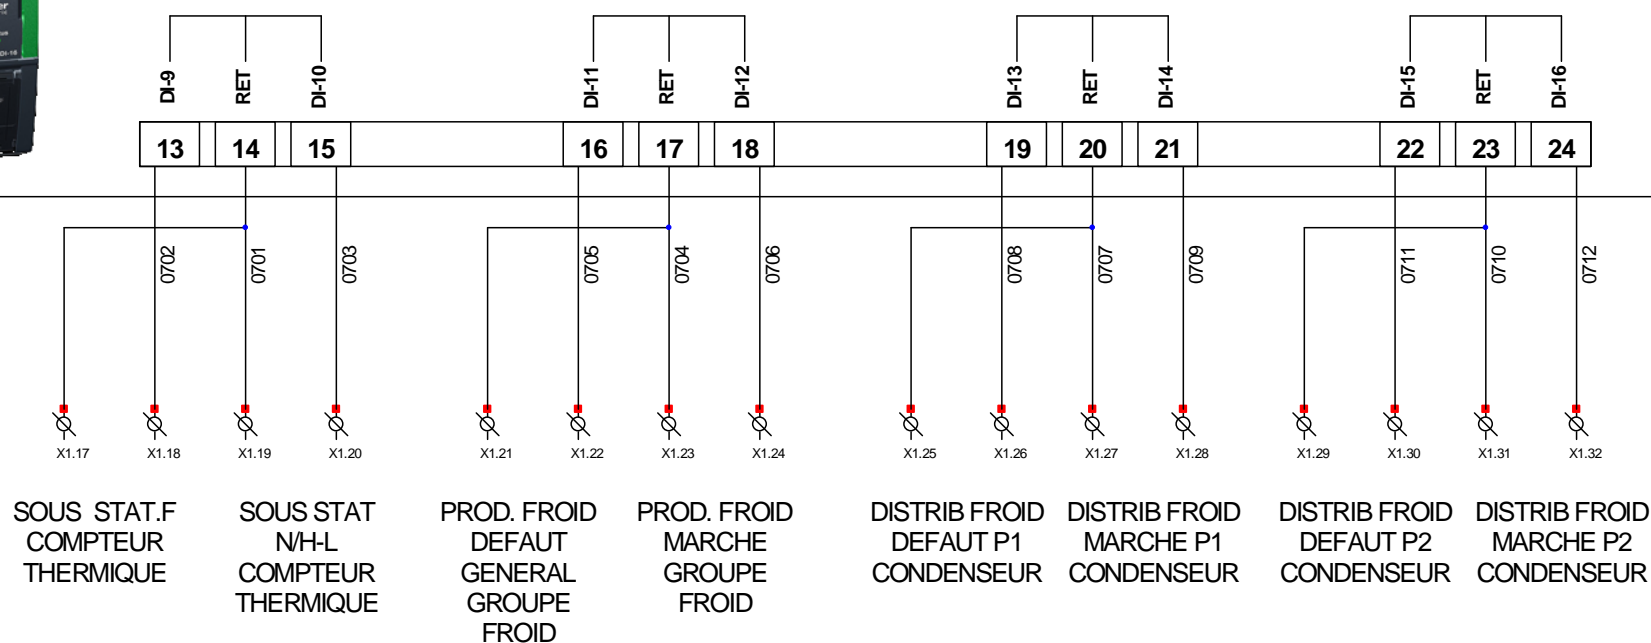 DI-16
DI-9 RET DI-10 DI-11 RET DI-12 DI-13 RET DI-14 DI-15 RET DI-16
13 14 15 16 17 18 19 20 21 22 23 24
0702 0701 0703 0705 0704 0706 0708 0707 0709 0711 0710 0712
X1.17 X1.18 X1.19 X1.20 X1.21 X1.22 X1.23 X1.24 X1.25 X1.26 X1.27 X1.28 X1.29 X1.30 X1.31 X1.32
SOUS STAT.F
COMPTEUR
THERMIQUE
SOUS STAT
N/H-L
COMPTEUR
THERMIQUE
PROD. FROID
DEFAUT
GENERAL
GROUPE
FROID
PROD. FROID
MARCHE
GROUPE
FROID
DISTRIB FROID
DEFAUT P1
CONDENSEUR
DISTRIB FROID
MARCHE P1
CONDENSEUR
DISTRIB FROID
DEFAUT P2
CONDENSEUR
DISTRIB FROID
MARCHE P2
CONDENSEUR